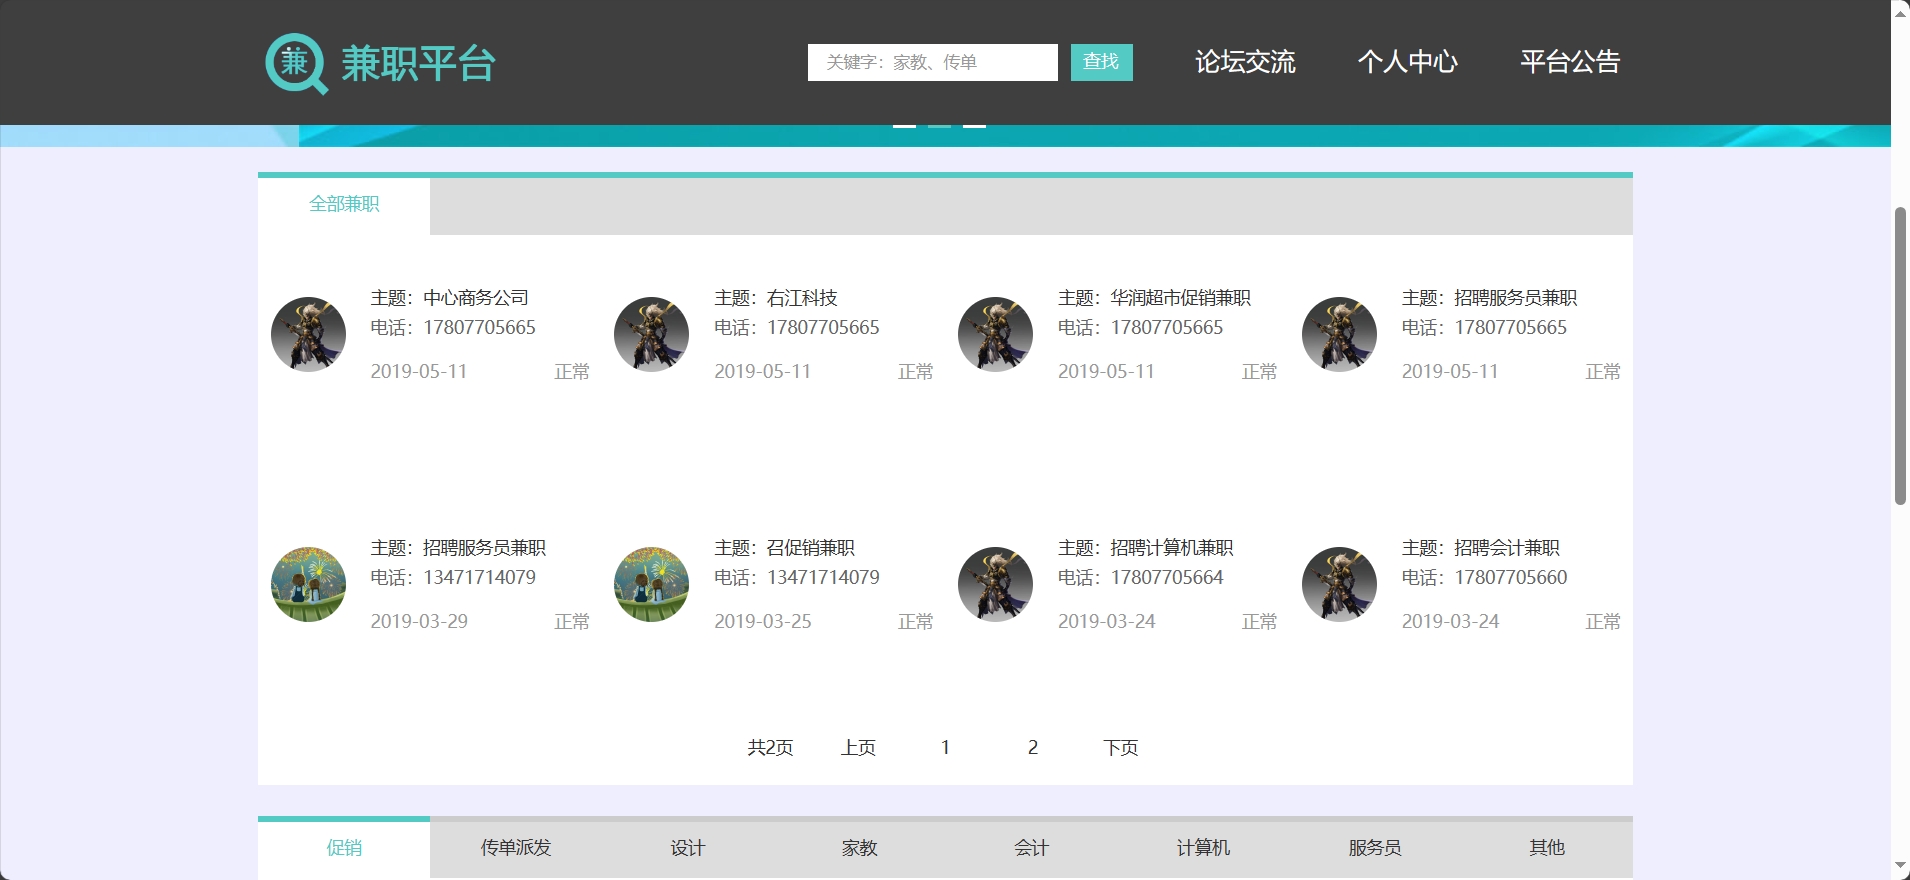 兼 兼职平台 关键字：家教、传单 查找 论坛交流 个人中心 平台公告
全部兼职
主题：中心商务公司
电话：17807705665
2019-05-11 正常
主题：右江科技
电话：17807705665
2019-05-11 正常
主题：华润超市促销兼职
电话：17807705665
2019-05-11 正常
主题：招聘服务员兼职
电话：17807705665
2019-05-11 正常
主题：招聘服务员兼职
电话：13471714079
2019-03-29 正常
主题：召促销兼职
电话：13471714079
2019-03-25 正常
主题：招聘计算机兼职
电话：17807705664
2019-03-24 正常
主题：招聘会计兼职
电话：17807705660
2019-03-24 正常
共2页 上页 1 2 下页
促销 传单派发 设计 家教 会计 计算机 服务员 其他